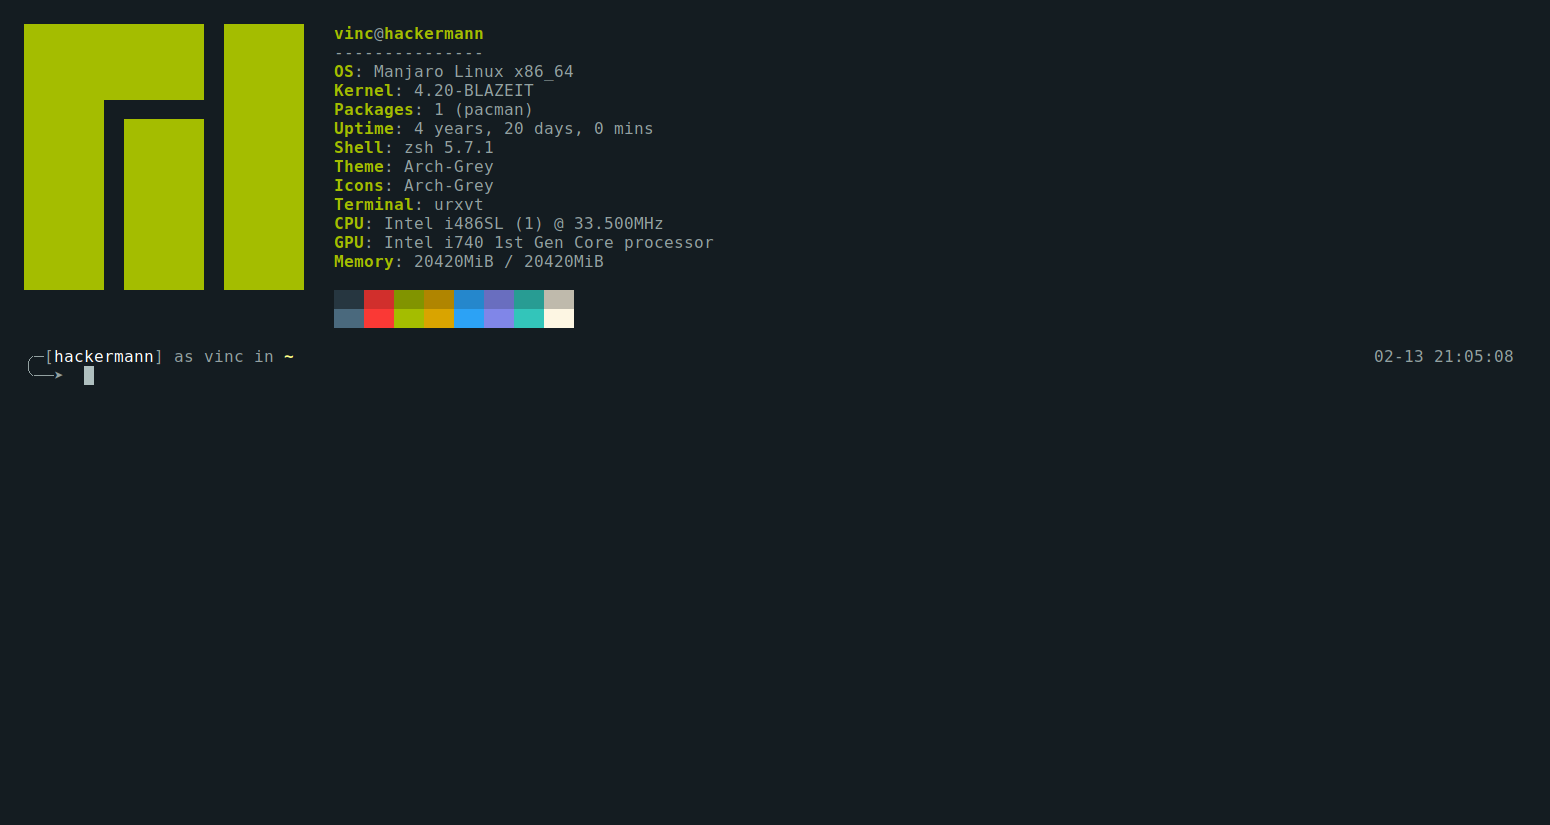 vinc@hackermann
---------------
OS: Manjaro Linux x86_64
Kernel: 4.20-BLAZEIT
Packages: 1 (pacman)
Uptime: 4 years, 20 days, 0 mins
Shell: zsh 5.7.1
Theme: Arch-Grey
Icons: Arch-Grey
Terminal: urxvt
CPU: Intel i486SL (1) @ 33.500MHz
GPU: Intel i740 1st Gen Core processor
Memory: 20420MiB / 20420MiB
╭─[hackermann] as vinc in ~ 02-13 21:05:08
╰──➤